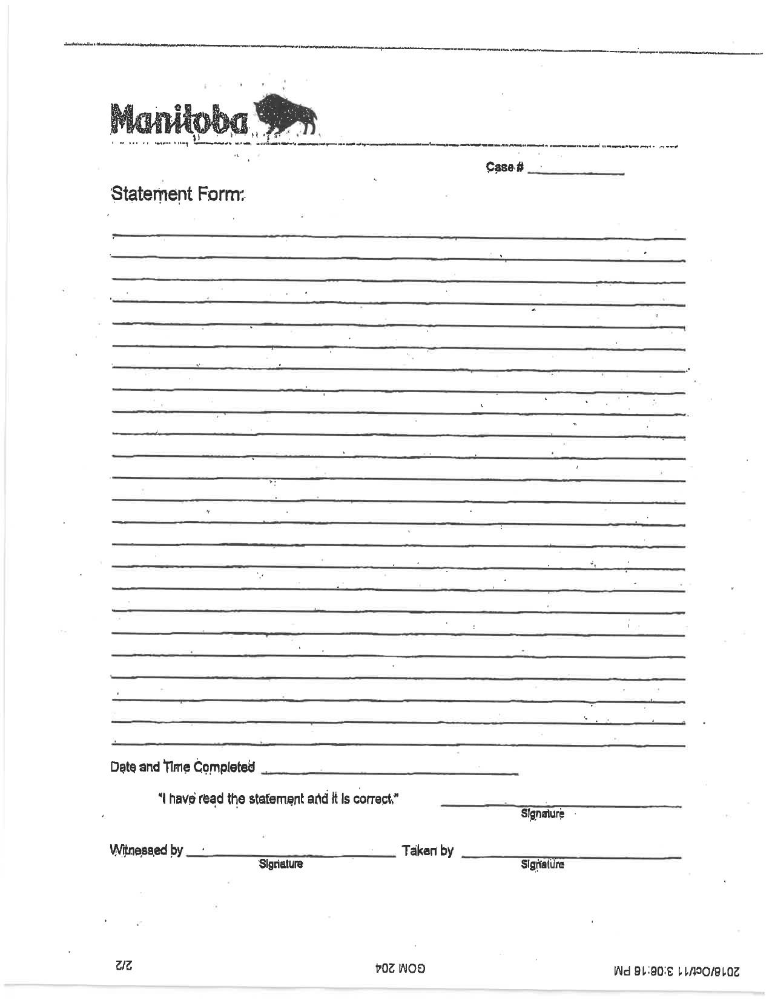 Manitoba
Case #
Statement Form:
Date and Time Completed
"I have read the statement and it is correct."
Signature
Witnessed by
Taken by
Signature
Signature
2018/Oct/11 3:08:18 PM
GOM 204
2/2